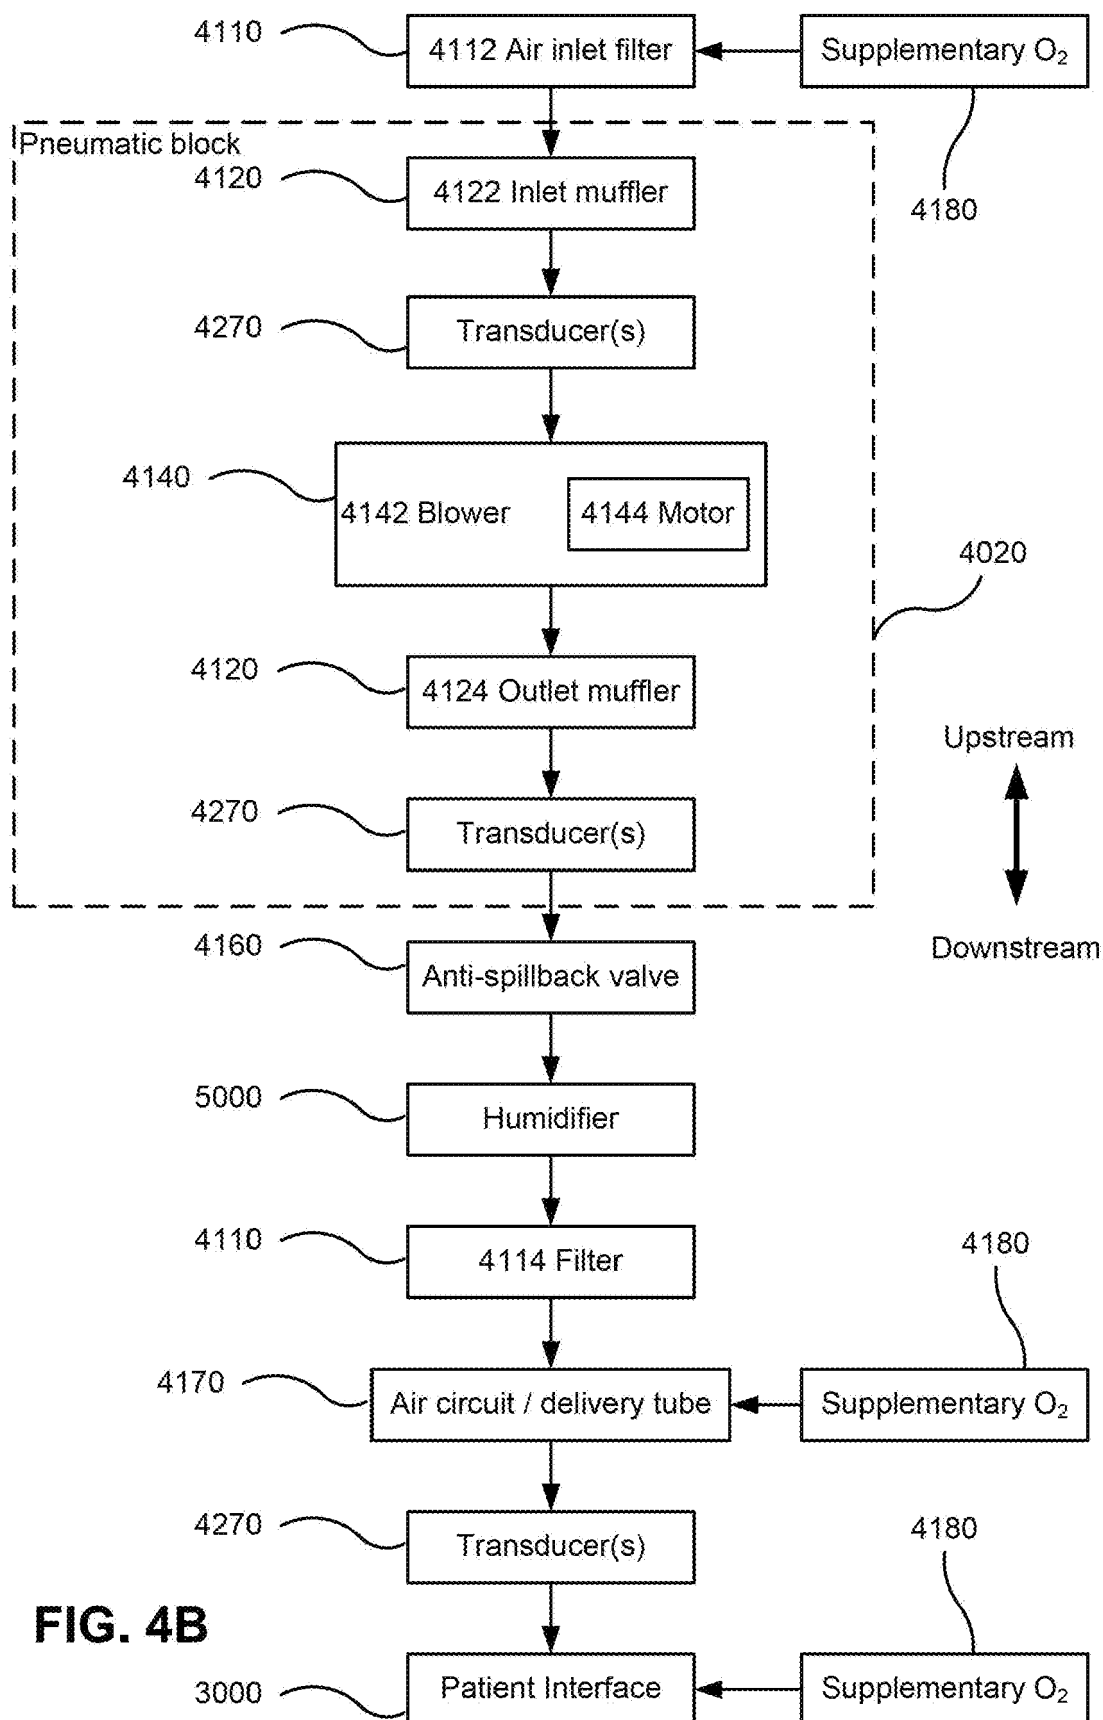 4110
4112 Air inlet filter
Supplementary O₂
Pneumatic block
4120
4122 Inlet muffler
4180
4270
Transducer(s)
4140
4142 Blower
4144 Motor
4020
4120
4124 Outlet muffler
Upstream
4270
Transducer(s)
4160
Anti-spillback valve
Downstream
5000
Humidifier
4110
4114 Filter
4180
4170
Air circuit / delivery tube
Supplementary O₂
4270
Transducer(s)
4180
FIG. 4B
3000
Patient Interface
Supplementary O₂